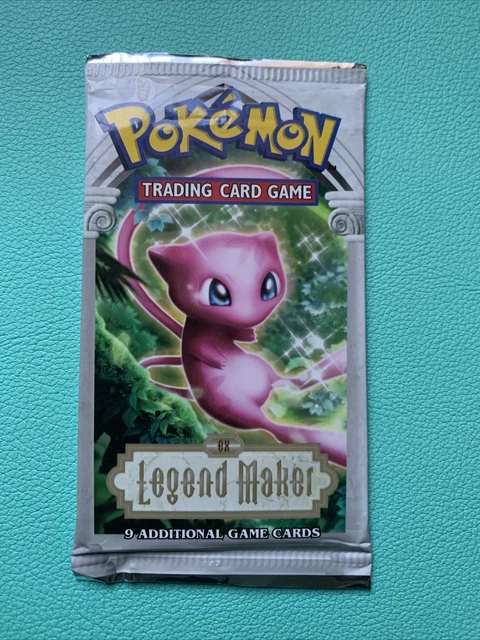 POKéMON
TRADING CARD GAME
ex
Legend Maker
9 ADDITIONAL GAME CARDS